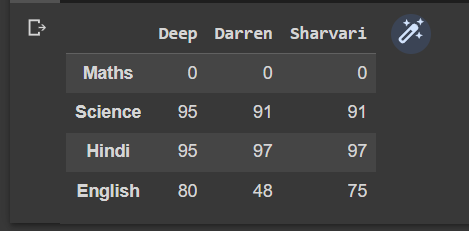 Deep Darren Sharvari
Maths 0 0 0
Science 95 91 91
Hindi 95 97 97
English 80 48 75